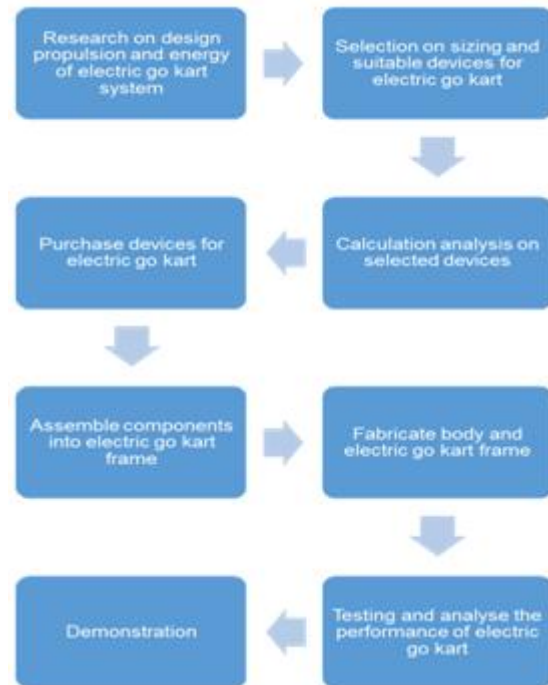 Research on design
propulsion and energy
of electric go kart
system
Selection on sizing and
suitable devices for
electric go kart
Calculation analysis on
selected devices
Purchase devices for
electric go kart
Assemble components
into electric go kart
frame
Fabricate body and
electric go kart frame
Testing and analyse the
performance of electric
go kart
Demonstration